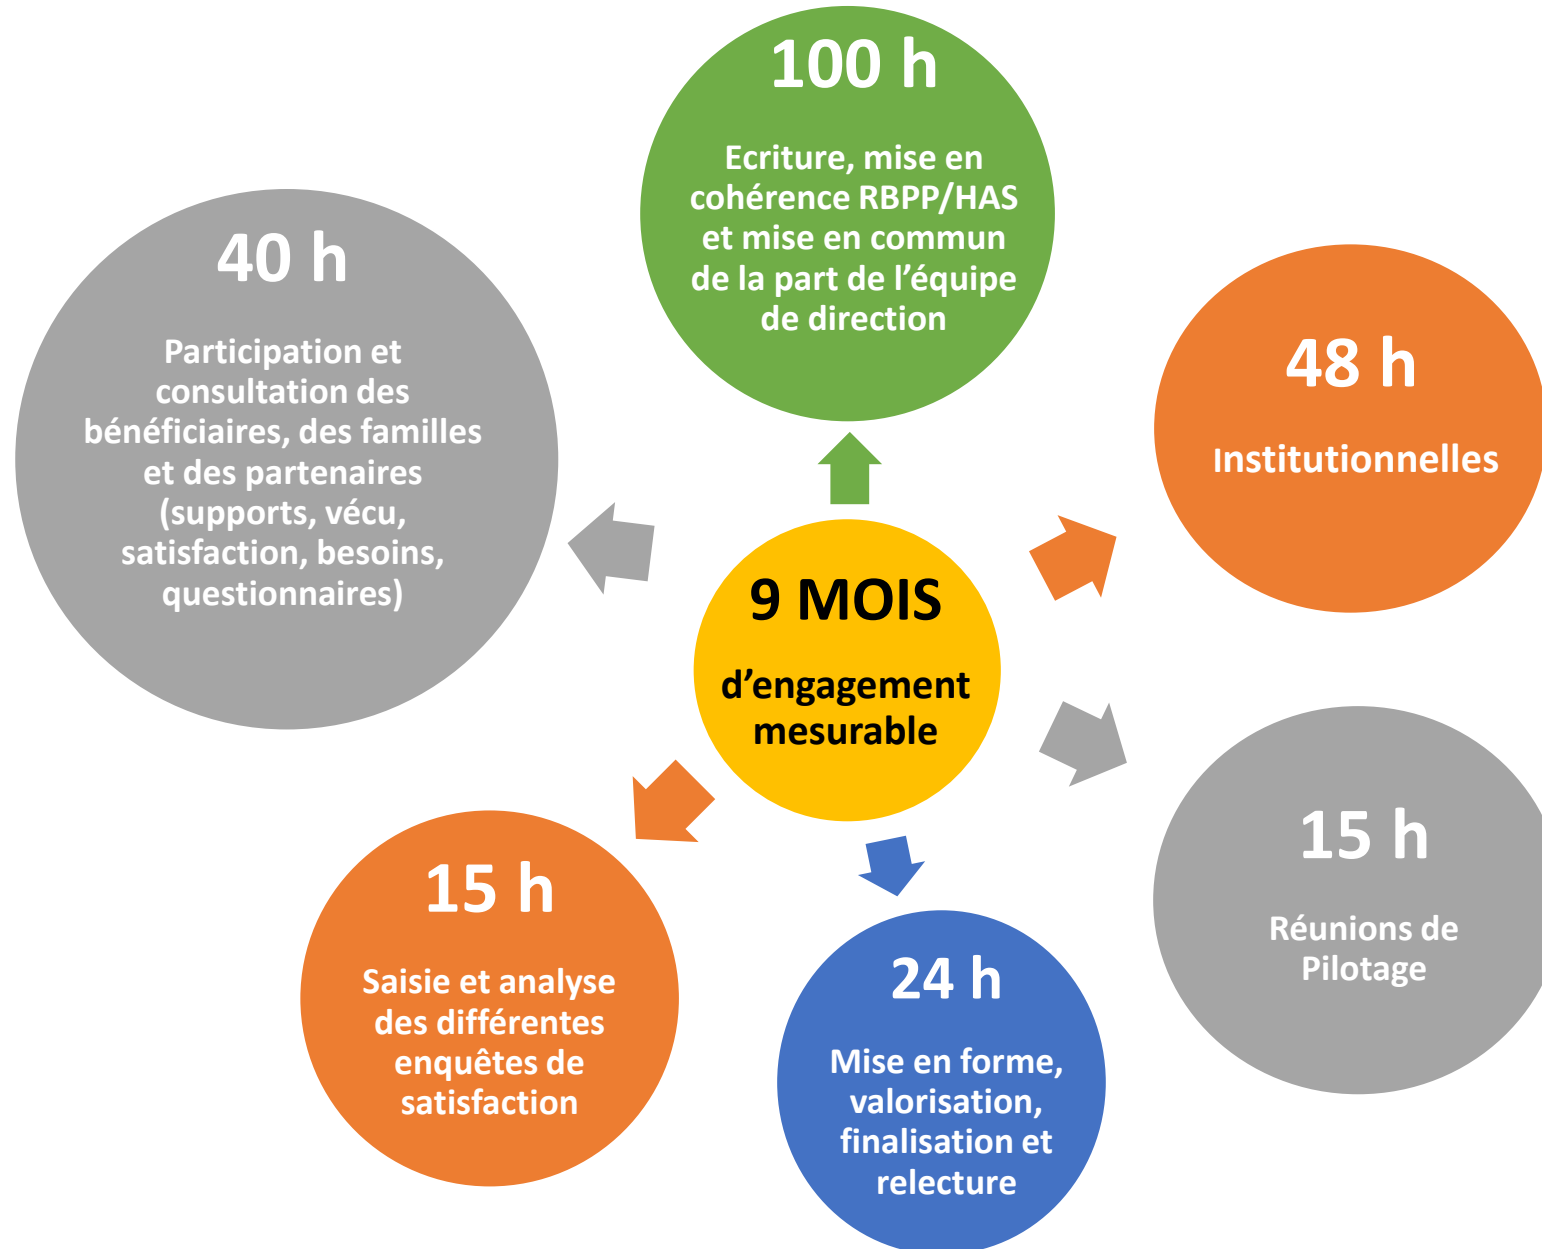 100 h
Ecriture, mise en
cohérence RBPP/HAS
et mise en commun
de la part de l’équipe
de direction
40 h
Participation et
consultation des
bénéficiaires, des familles
et des partenaires
(supports, vécu,
satisfaction, besoins,
questionnaires)
48 h
Institutionnelles
9 MOIS
d’engagement
mesurable
15 h
Réunions de
Pilotage
15 h
Saisie et analyse
des différentes
enquêtes de
satisfaction
24 h
Mise en forme,
valorisation,
finalisation et
relecture